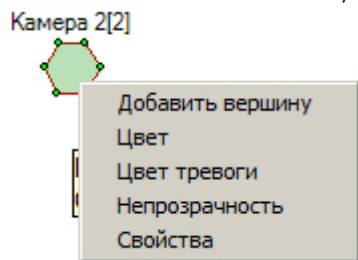 Камера 2[2]
Добавить вершину
Цвет
Цвет тревоги
Непрозрачность
Свойства